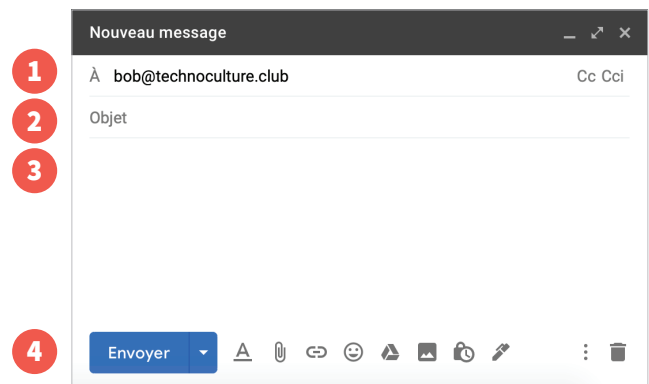 Nouveau message
1 À bob@technoculture.club Cc Cci
2 Objet
3
4 Envoyer A